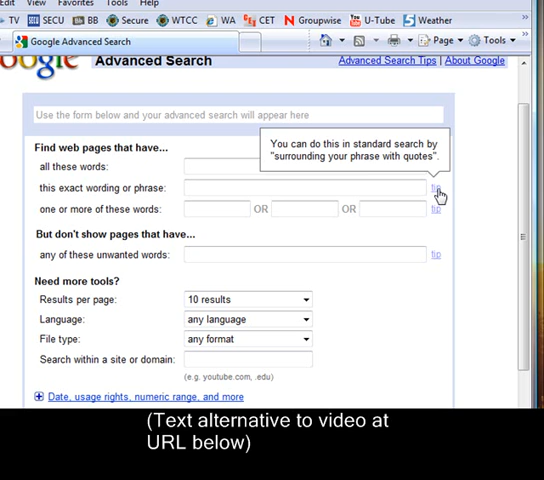 dit View Favorites Tools Help
TV SECU BB Secure WTCC WA CET Groupwise U-Tube Weather
Google Advanced Search Page Tools
Google Advanced Search Advanced Search Tips | About Google
Use the form below and your advanced search will appear here
You can do this in standard search by
"surrounding your phrase with quotes".
Find web pages that have...
all these words:
this exact wording or phrase: tip
one or more of these words: OR OR tip
But don't show pages that have...
any of these unwanted words: tip
Need more tools?
Results per page: 10 results
Language: any language
File type: any format
Search within a site or domain:
(e.g. youtube.com, .edu)
Date, usage rights, numeric range, and more
(Text alternative to video at
URL below)